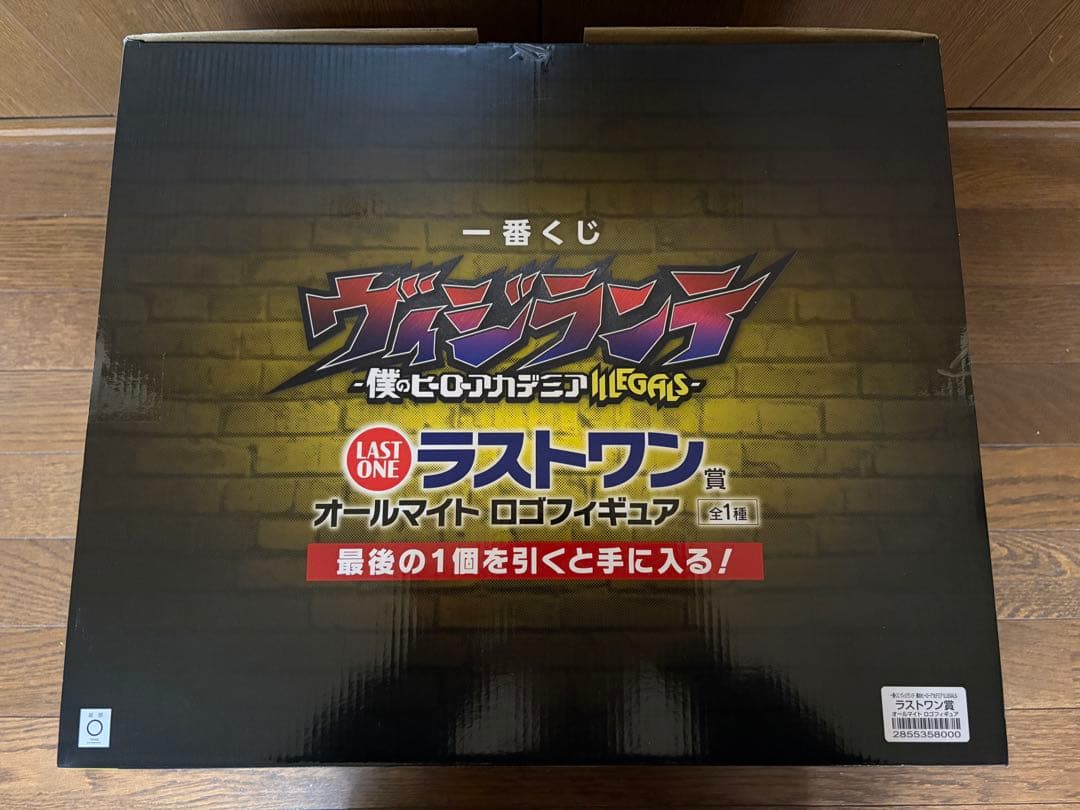 一番くじ
ヴィジランテ
-僕のヒーローアカデミア ILLEGALS-
LAST ONE ラストワン賞
オールマイト ロゴフィギュア 全1種
最後の1個を引くと手に入る！
ラストワン賞
オールマイト ロゴフィギュア
2855358000